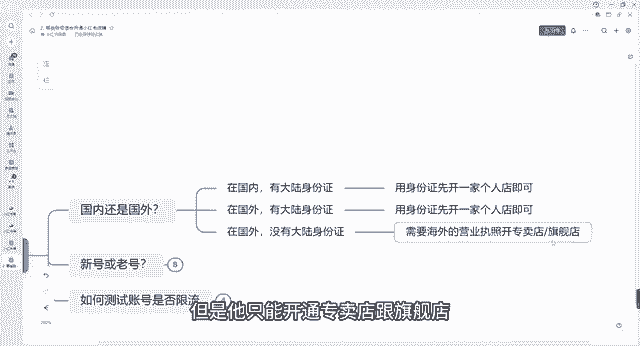 国内还是国外？
在国内，有大陆身份证
用身份证先开一家个人店即可
在国外，有大陆身份证
用身份证先开一家个人店即可
在国外，没有大陆身份证
需要海外的营业执照开专卖店/旗舰店
新号或老号？
8
如何测试账号是否限流
但是他只能开通专卖店跟旗舰店